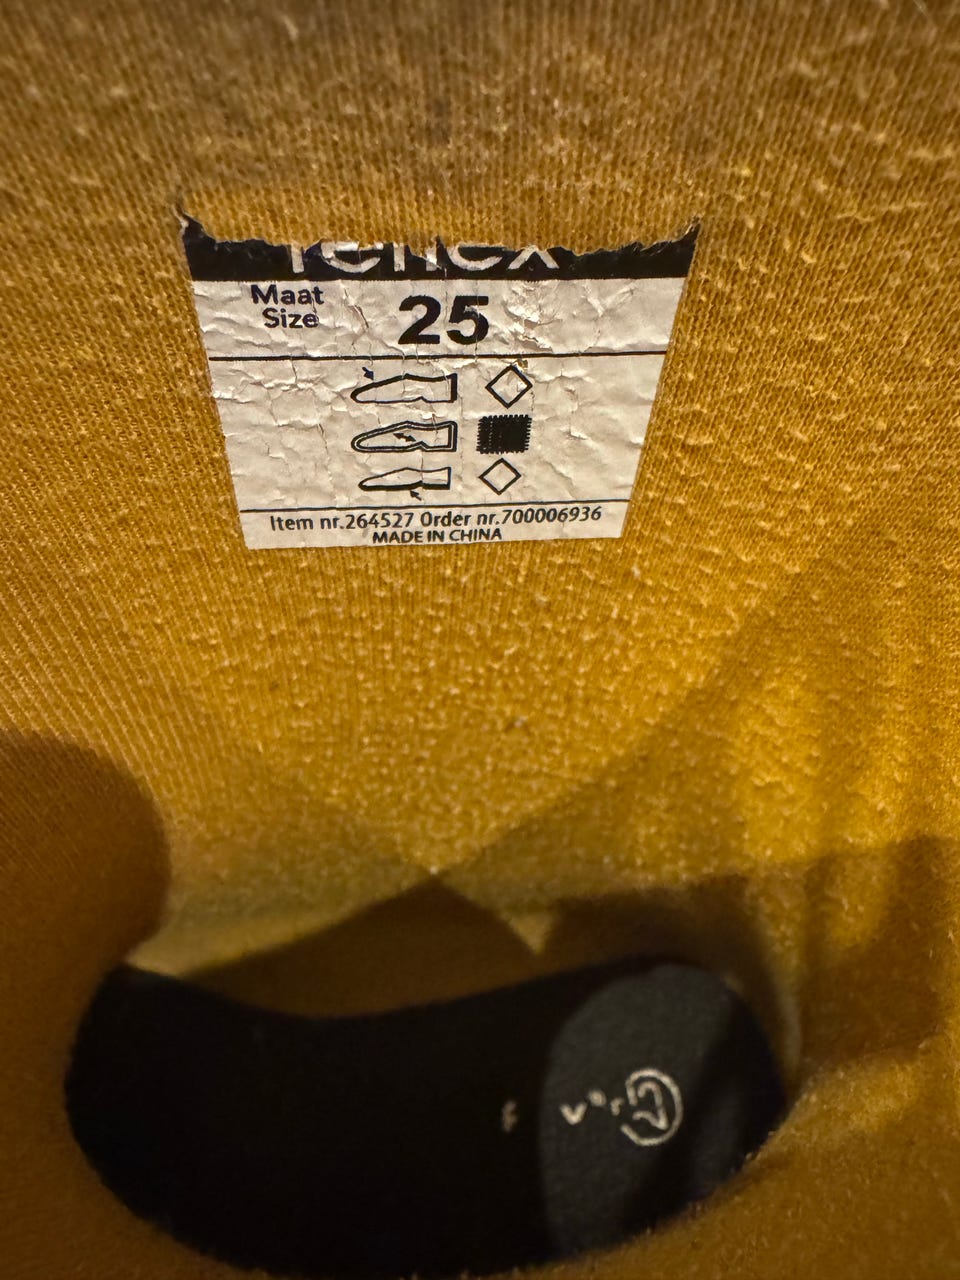 Maat
Size
25
Item nr.264527 Order nr.700006936
MADE IN CHINA